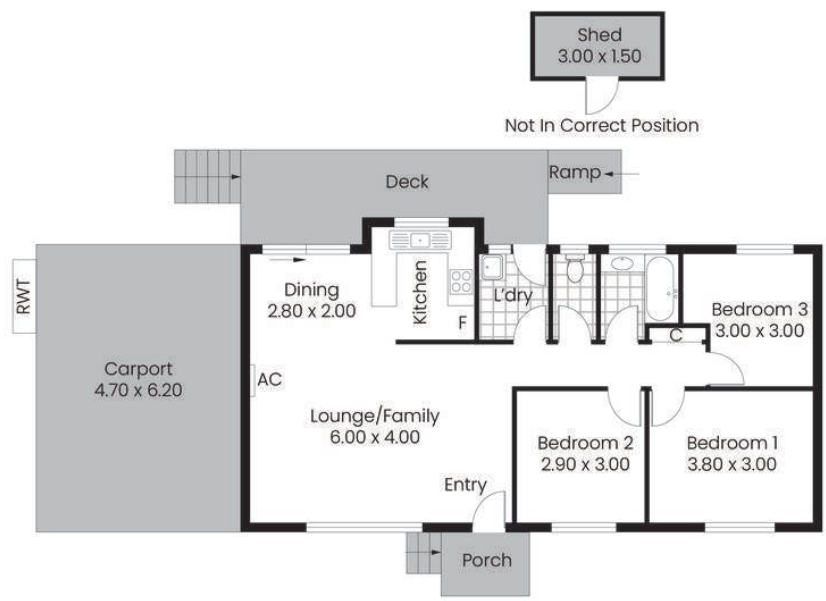 Shed
3.00 x 1.50
Not In Correct Position
Deck
Ramp
RWT
Dining
2.80 x 2.00
Kitchen
F
L'dry
Bedroom 3
3.00 x 3.00
C
Carport
4.70 x 6.20
AC
Lounge/Family
6.00 x 4.00
Bedroom 2
2.90 x 3.00
Bedroom 1
3.80 x 3.00
Entry
Porch